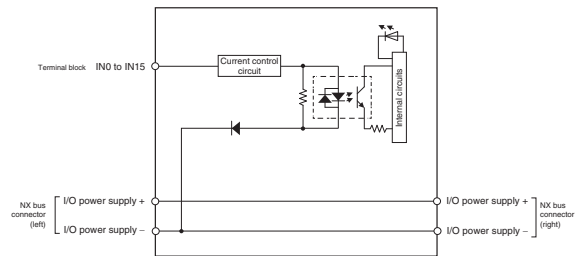 Terminal block IN0 to IN15
Current control
circuit
Internal circuits
NX bus
connector
(left)
I/O power supply +
I/O power supply −
I/O power supply +
I/O power supply −
NX bus
connector
(right)